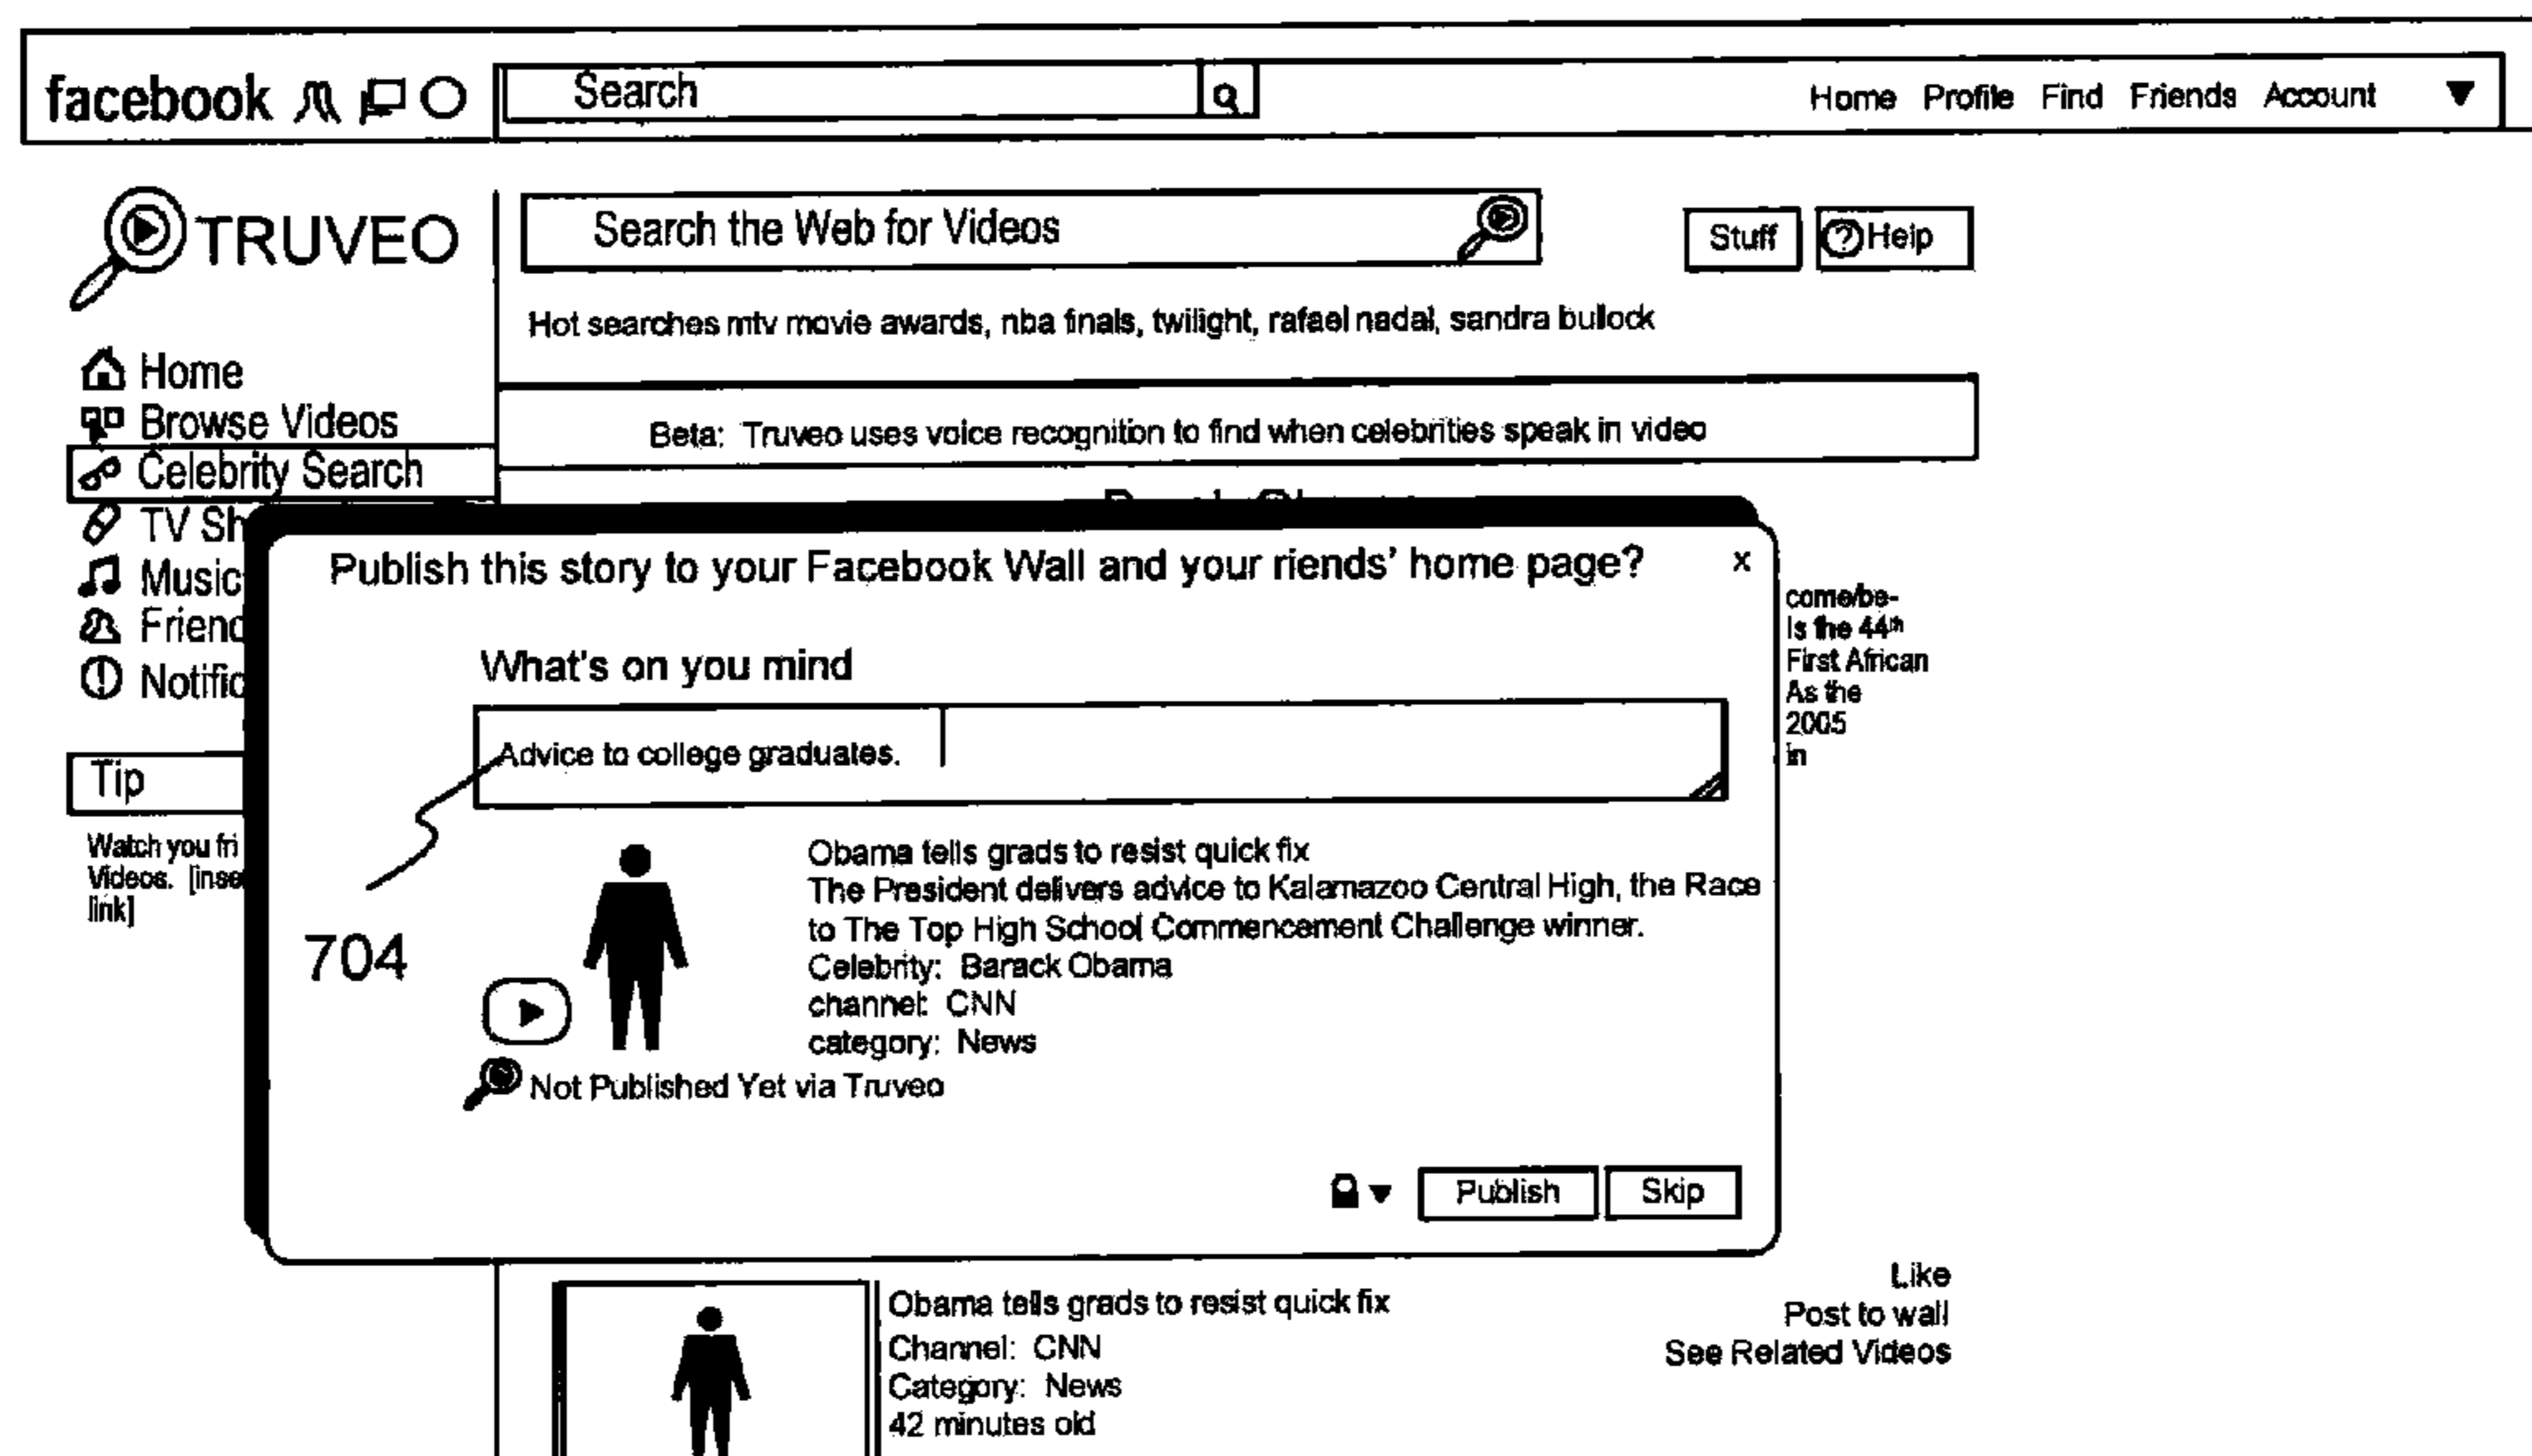 facebook Search Home Profile Find Friends Account
TRUVEO Search the Web for Videos Stuff Help
Hot searches mtv movie awards, nba finals, twilight, rafael nadal, sandra bullock
Home
Browse Videos
Beta: Truveo uses voice recognition to find when celebrities speak in video
Celebrity Search
TV Sh
Music
Friend
Notific
Publish this story to your Facebook Wall and your riends' home page? x
come/be-
Is the 44th
First African
As the
2005
in
What's on you mind
Advice to college graduates.
Tip
Watch you fri
Videos. [inse
link]
704
Obama tells grads to resist quick fix
The President delivers advice to Kalamazoo Central High, the Race
to The Top High School Commencement Challenge winner.
Celebrity: Barack Obama
channel: CNN
category: News
Not Published Yet via Truveo
Publish Skip
Obama tells grads to resist quick fix
Channel: CNN
Category: News
42 minutes old
Like
Post to wall
See Related Videos